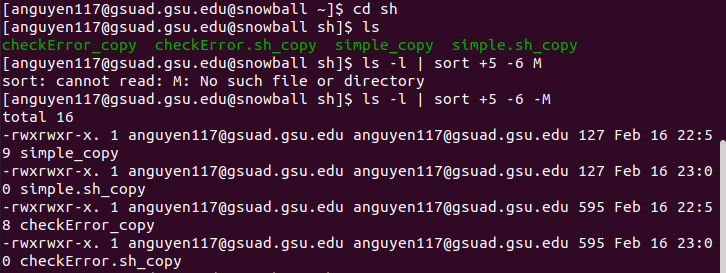 [anguyen117@gsuad.gsu.edu@snowball ~]$ cd sh
[anguyen117@gsuad.gsu.edu@snowball sh]$ ls
checkError_copy  checkError.sh_copy  simple_copy  simple.sh_copy
[anguyen117@gsuad.gsu.edu@snowball sh]$ ls -l | sort +5 -6 M
sort: cannot read: M: No such file or directory
[anguyen117@gsuad.gsu.edu@snowball sh]$ ls -l | sort +5 -6 -M
total 16
-rwxrwxr-x. 1 anguyen117@gsuad.gsu.edu anguyen117@gsuad.gsu.edu 127 Feb 16 22:5
9 simple_copy
-rwxrwxr-x. 1 anguyen117@gsuad.gsu.edu anguyen117@gsuad.gsu.edu 127 Feb 16 23:0
0 simple.sh_copy
-rwxrwxr-x. 1 anguyen117@gsuad.gsu.edu anguyen117@gsuad.gsu.edu 595 Feb 16 22:5
8 checkError_copy
-rwxrwxr-x. 1 anguyen117@gsuad.gsu.edu anguyen117@gsuad.gsu.edu 595 Feb 16 23:0
0 checkError.sh_copy